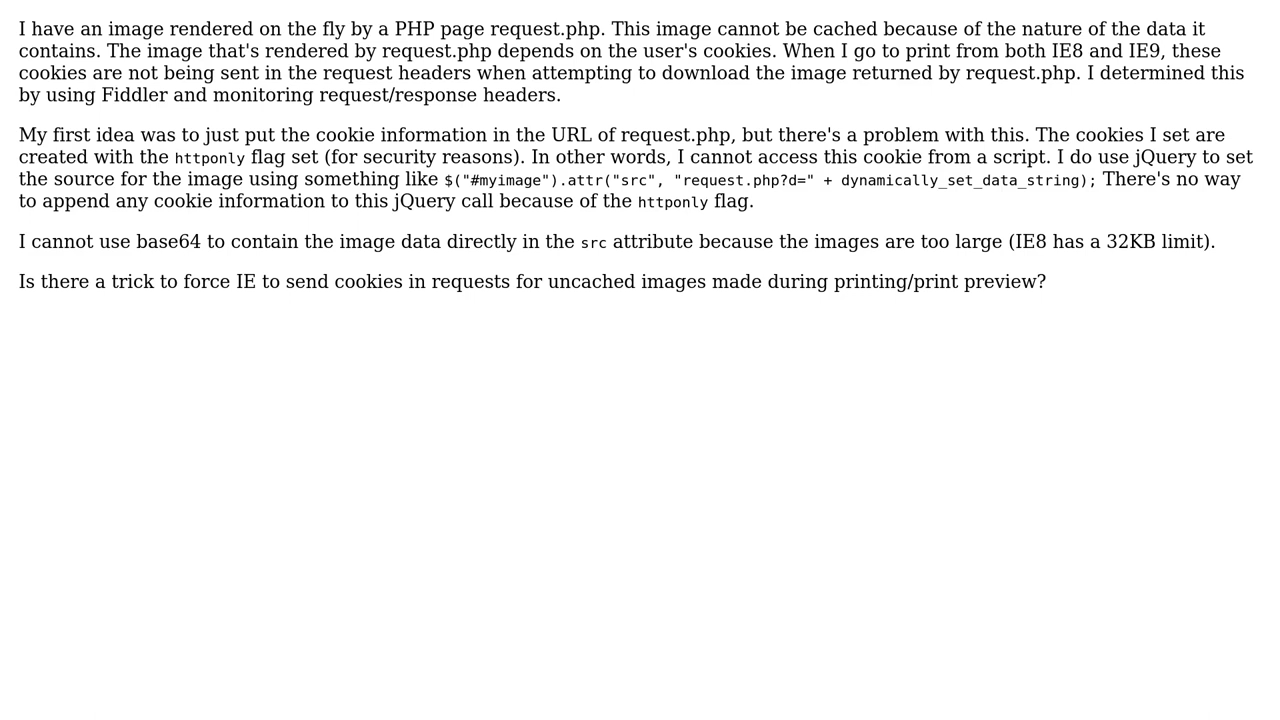 I have an image rendered on the fly by a PHP page request.php. This image cannot be cached because of the nature of the data it
contains. The image that's rendered by request.php depends on the user's cookies. When I go to print from both IE8 and IE9, these
cookies are not being sent in the request headers when attempting to download the image returned by request.php. I determined this
by using Fiddler and monitoring request/response headers.
My first idea was to just put the cookie information in the URL of request.php, but there's a problem with this. The cookies I set are
created with the httponly flag set (for security reasons). In other words, I cannot access this cookie from a script. I do use jQuery to set
the source for the image using something like $("#myimage").attr("src", "request.php?d=" + dynamically_set_data_string); There's no way
to append any cookie information to this jQuery call because of the httponly flag.
I cannot use base64 to contain the image data directly in the src attribute because the images are too large (IE8 has a 32KB limit).
Is there a trick to force IE to send cookies in requests for uncached images made during printing/print preview?